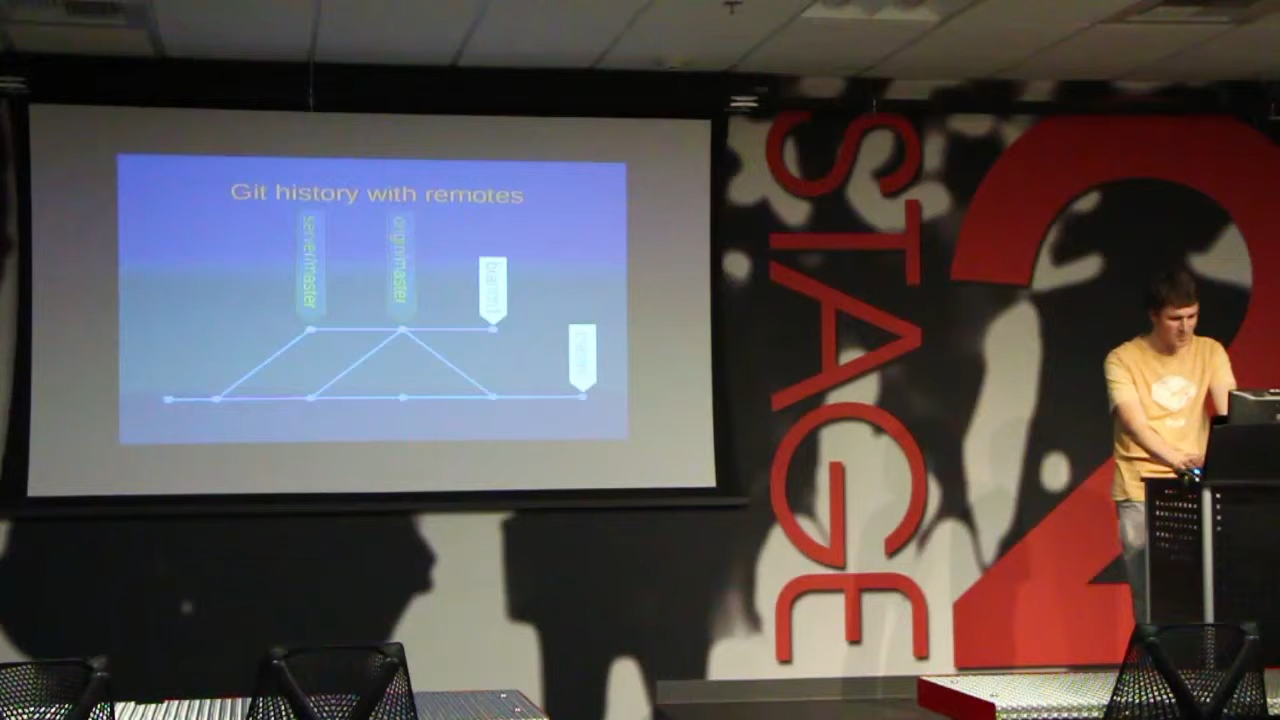 Git history with remotes
server/master
origin/master
STAGE
2